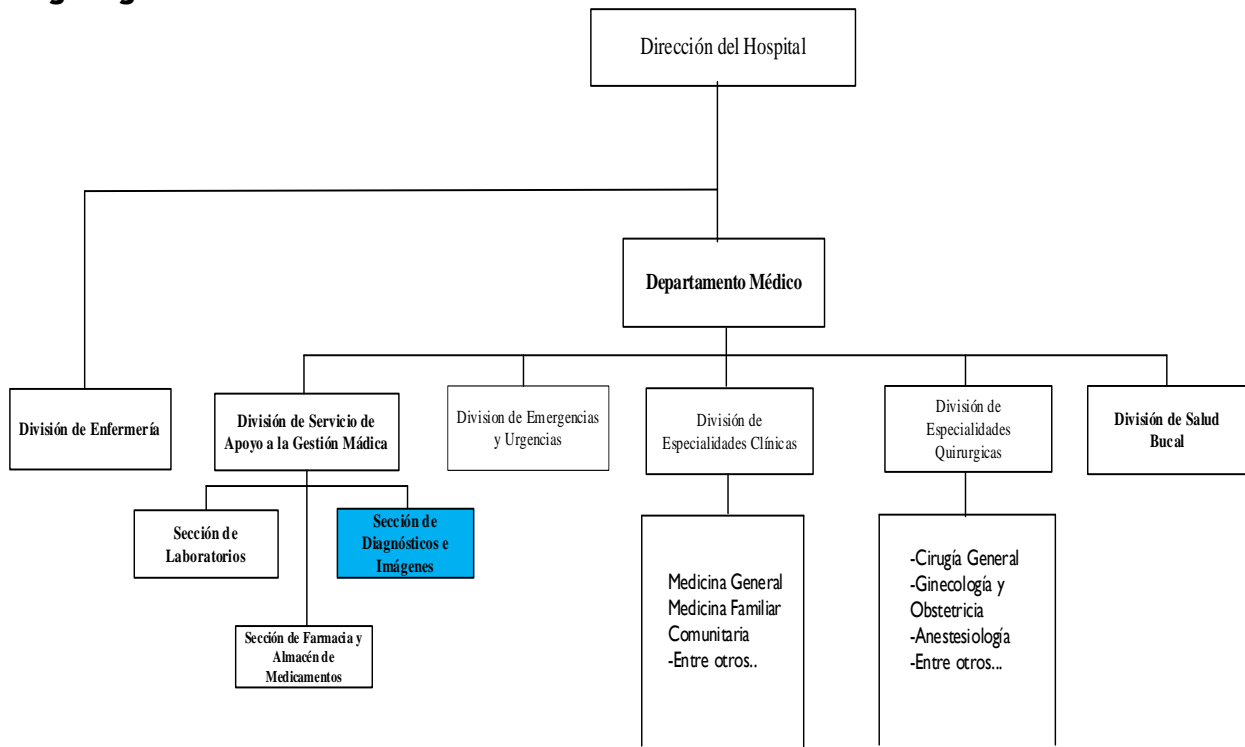 Dirección del Hospital
Departamento Médico
División de Enfermería
División de Servicio de
Apoyo a la Gestión Mádica
Division de Emergencias
y Urgencias
División de
Especialidades Clínicas
División de
Especialidades
Quirurgicas
División de Salud
Bucal
Sección de
Laboratorios
Sección de
Diagnósticos e
Imágenes
Sección de Farmacia y
Almacén de
Medicamentos
Medicina General
Medicina Familiar
Comunitaria
-Entre otros..
-Cirugía General
-Ginecología y
Obstetricia
-Anestesiología
-Entre otros...